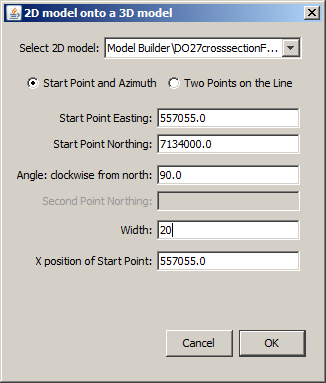 2D model onto a 3D model
Select 2D model: Model Builder\DO27crosssectionF...
Start Point and Azimuth Two Points on the Line
Start Point Easting: 557055.0
Start Point Northing: 7134000.0
Angle: clockwise from north: 90.0
Second Point Northing:
Width: 20
X position of Start Point: 557055.0
Cancel OK